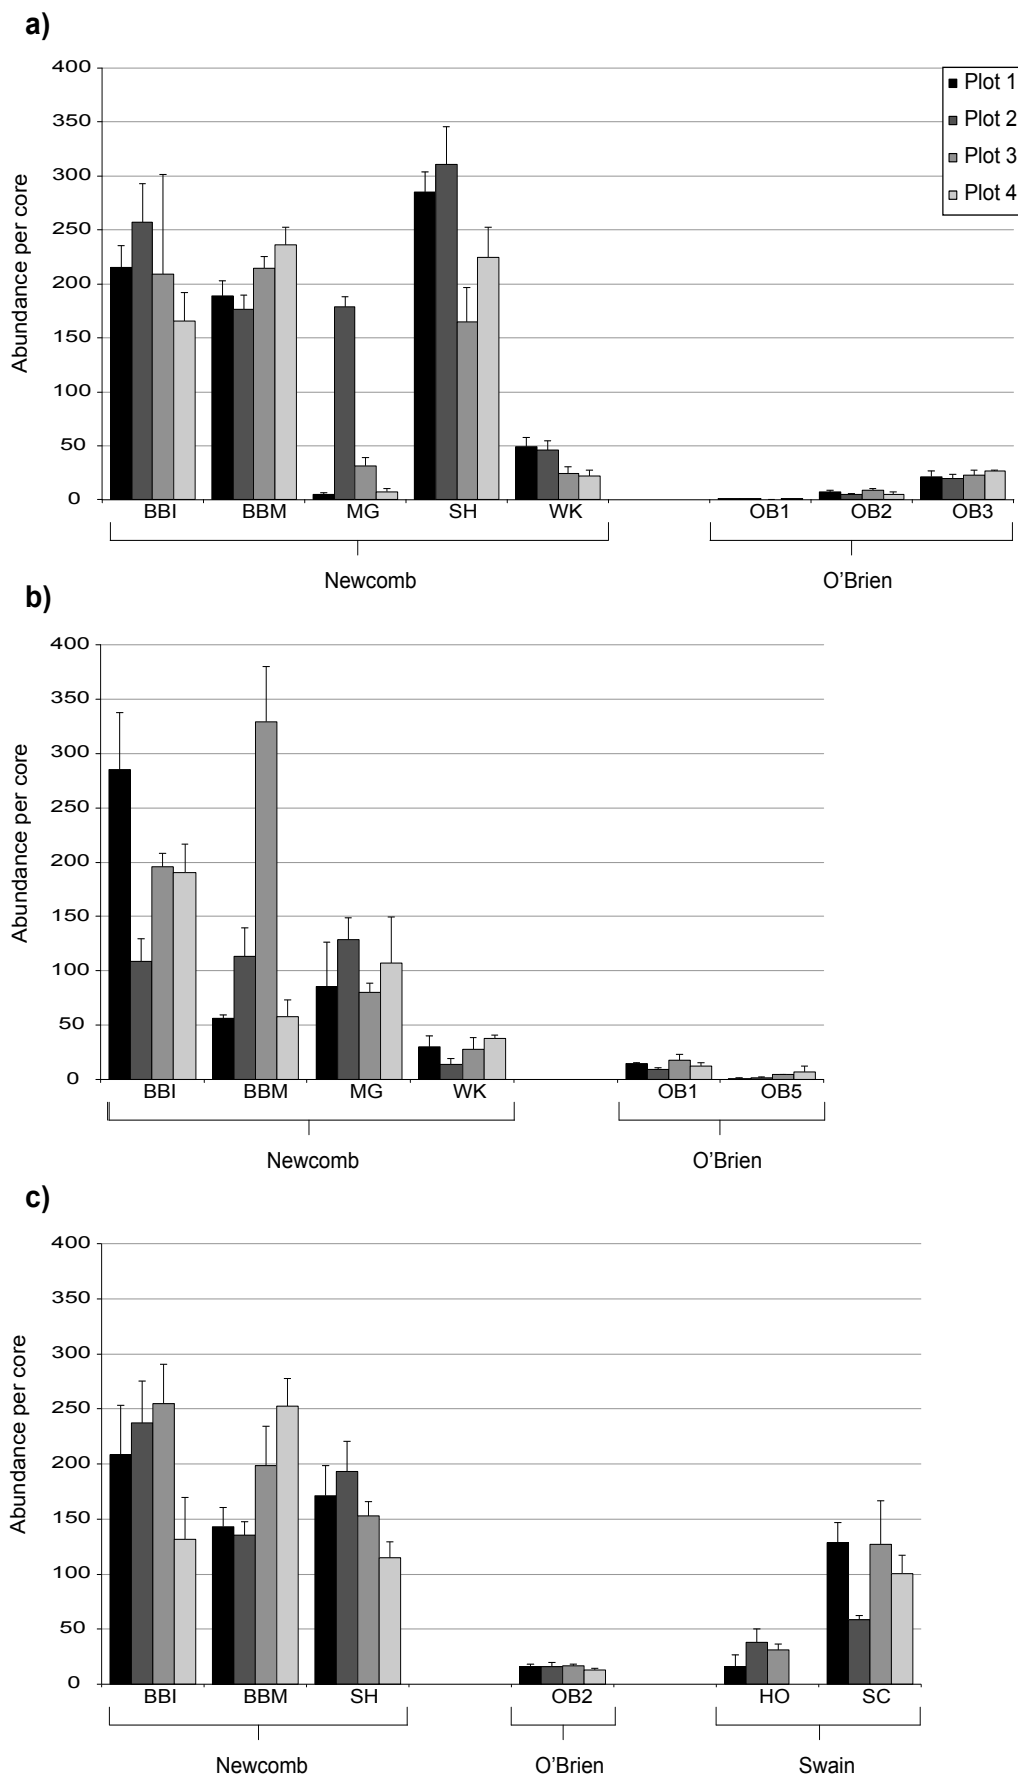 a)
400
350
300
250
200
150
100
50
0
Abundance per core
Plot 1
Plot 2
Plot 3
Plot 4
BBI BBM MG SH WK OB1 OB2 OB3
Newcomb O'Brien
b)
400
350
300
250
200
150
100
50
0
Abundance per core
BBI BBM MG WK OB1 OB5
Newcomb O'Brien
c)
400
350
300
250
200
150
100
50
0
Abundance per core
BBI BBM SH OB2 HO SC
Newcomb O'Brien Swain